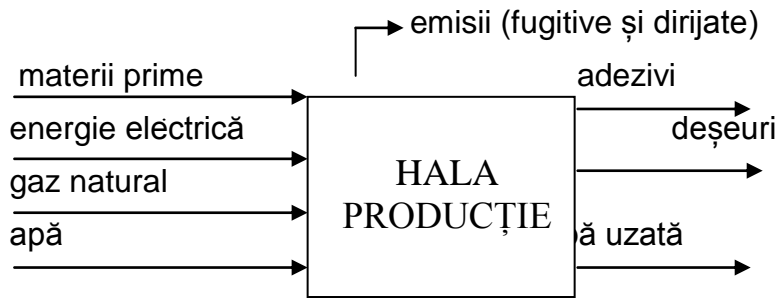 emisii (fugitive și dirijate)
materii prime
adezivi
energie electrică
deșeuri
gaz natural
HALA
PRODUCȚIE
apă
uzată